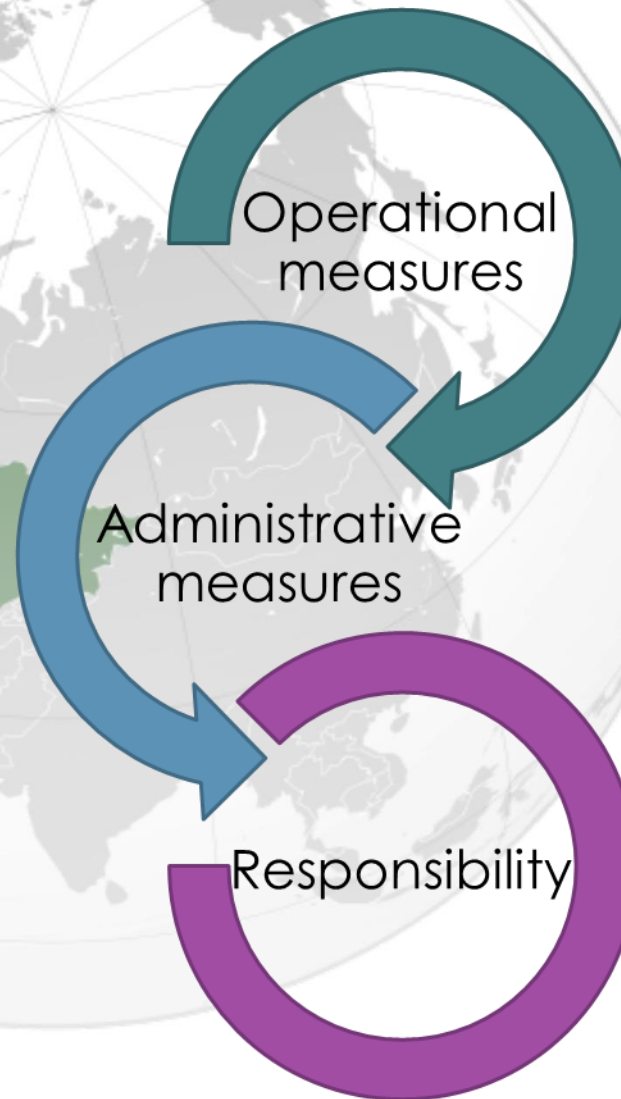 Operational
measures
Administrative
measures
Responsibility